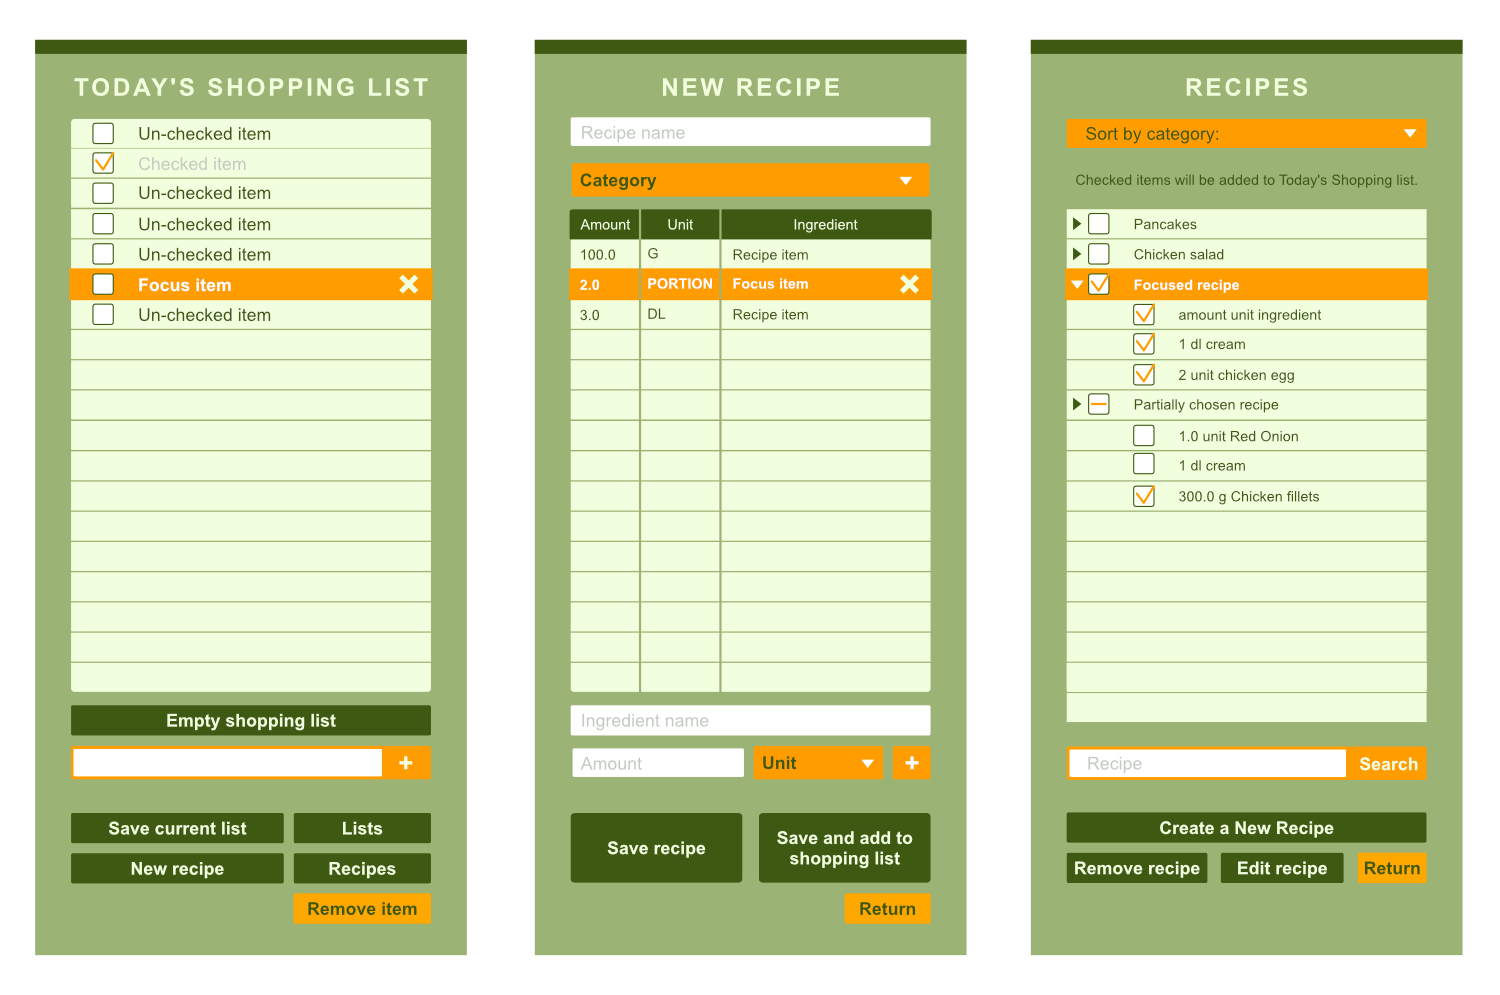 TODAY'S SHOPPING LIST
Un-checked item
Checked item
Un-checked item
Un-checked item
Un-checked item
Focus item
Un-checked item
Empty shopping list
+
Save current list
Lists
New recipe
Recipes
Remove item
NEW RECIPE
Recipe name
Category
Amount Unit Ingredient
100.0 G Recipe item
2.0 PORTION Focus item
3.0 DL Recipe item
Ingredient name
Amount
Unit
+
Save recipe
Save and add to
shopping list
Return
RECIPES
Sort by category:
Checked items will be added to Today's Shopping list.
Pancakes
Chicken salad
Focused recipe
amount unit ingredient
1 dl cream
2 unit chicken egg
Partially chosen recipe
1.0 unit Red Onion
1 dl cream
300.0 g Chicken fillets
Recipe
Search
Create a New Recipe
Remove recipe
Edit recipe
Return